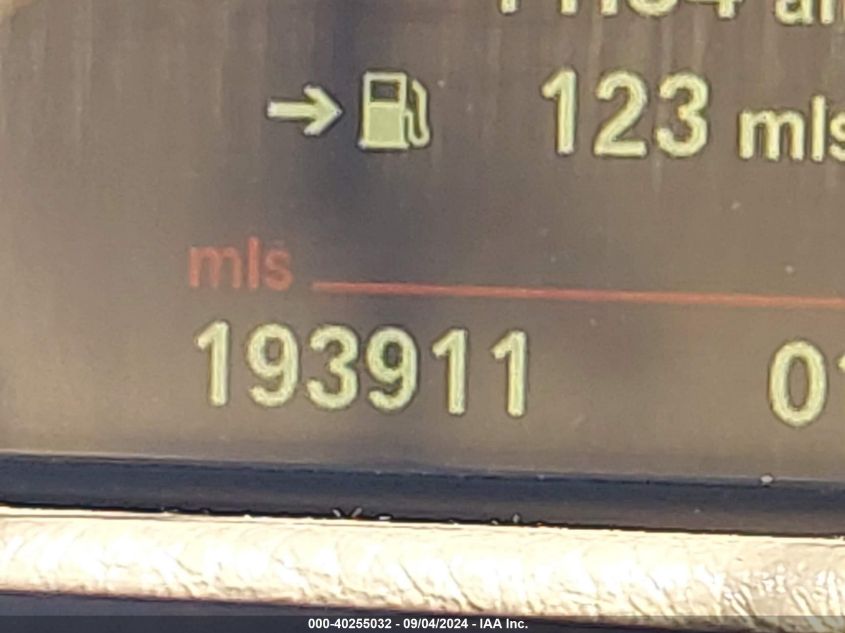 123 mls
mls
193911
000-40255032 - 09/04/2024 - IAA Inc.